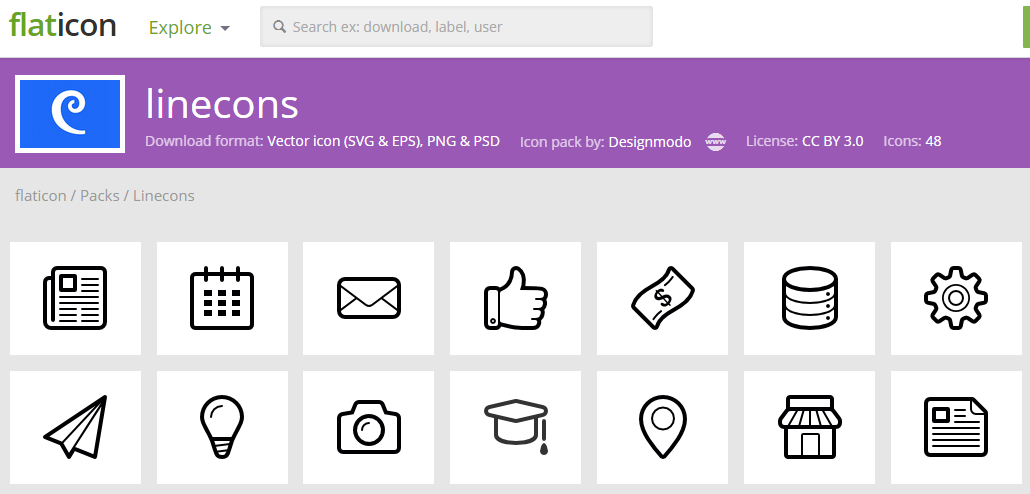 flaticon
Explore
Search ex: download, label, user
linecons
Download format: Vector icon (SVG & EPS), PNG & PSD
Icon pack by: Designmodo
www
License: CC BY 3.0
Icons: 48
flaticon / Packs / Linecons
$